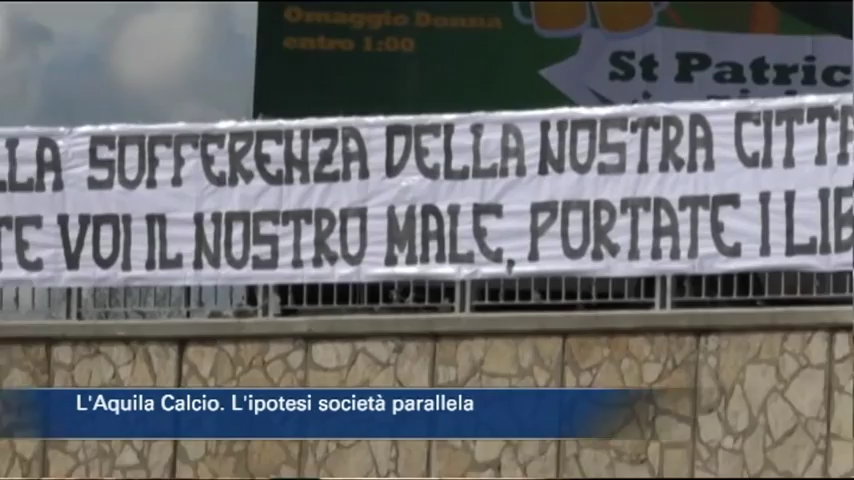 Omaggio Donna
entro 1:00
St Patric
LLA SOFFERENZA DELLA NOSTRA CITTA
TE VOI IL NOSTRO MALE, PORTATE I LIB
L'Aquila Calcio. L'ipotesi società parallela